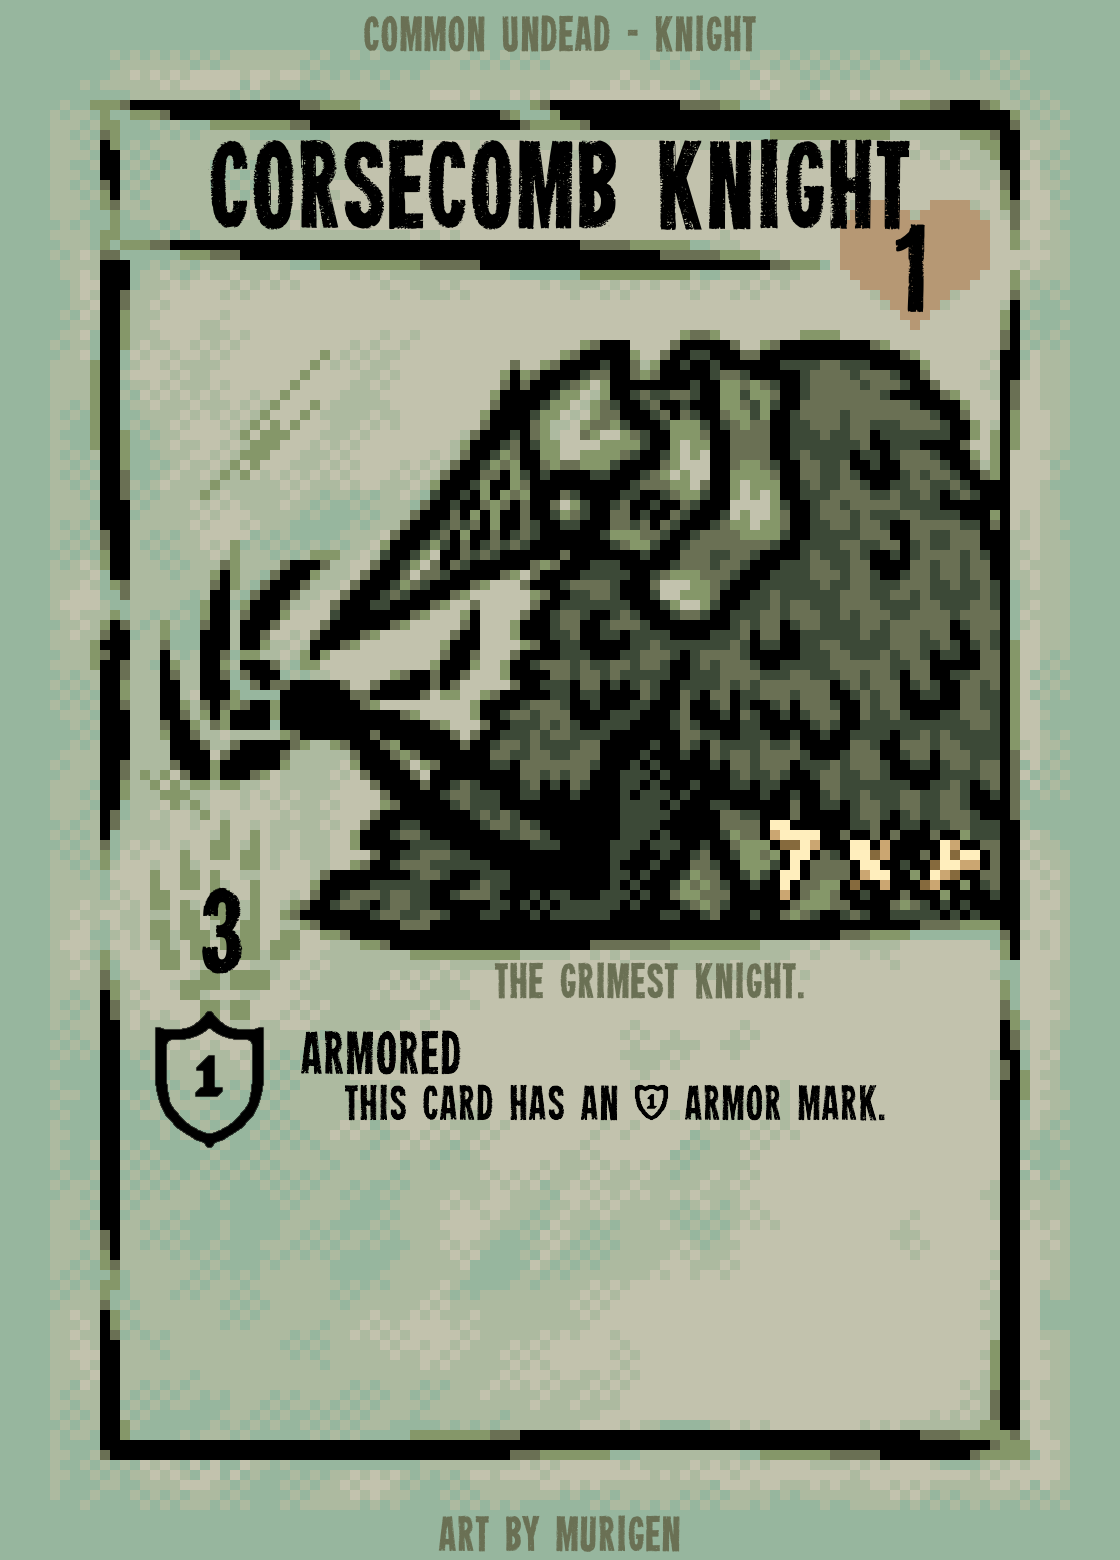 COMMON UNDEAD - KNIGHT
CORSECOMB KNIGHT
1
3
THE GRIMEST KNIGHT.
1
ARMORED
THIS CARD HAS AN 1 ARMOR MARK.
ART BY MURIGEN